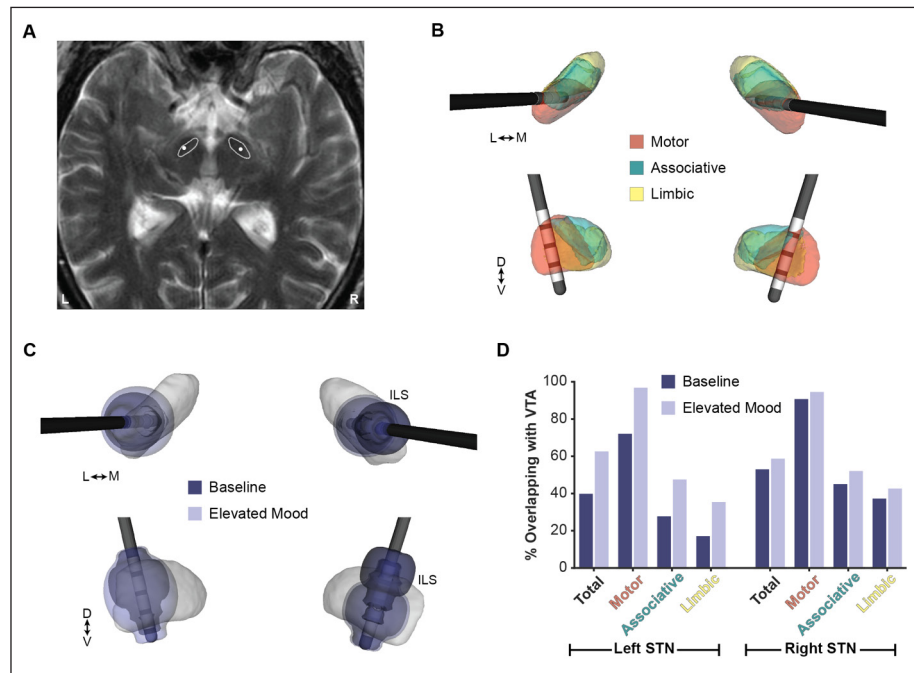 A
L
R
B
L↔M
Motor
Associative
Limbic
D
↕
V
C
ILS
L↔M
Baseline
Elevated Mood
ILS
D
↕
V
D
% Overlapping with VTA
100
80
60
40
20
0
Baseline
Elevated Mood
Total
Motor
Associative
Limbic
Total
Motor
Associative
Limbic
Left STN
Right STN